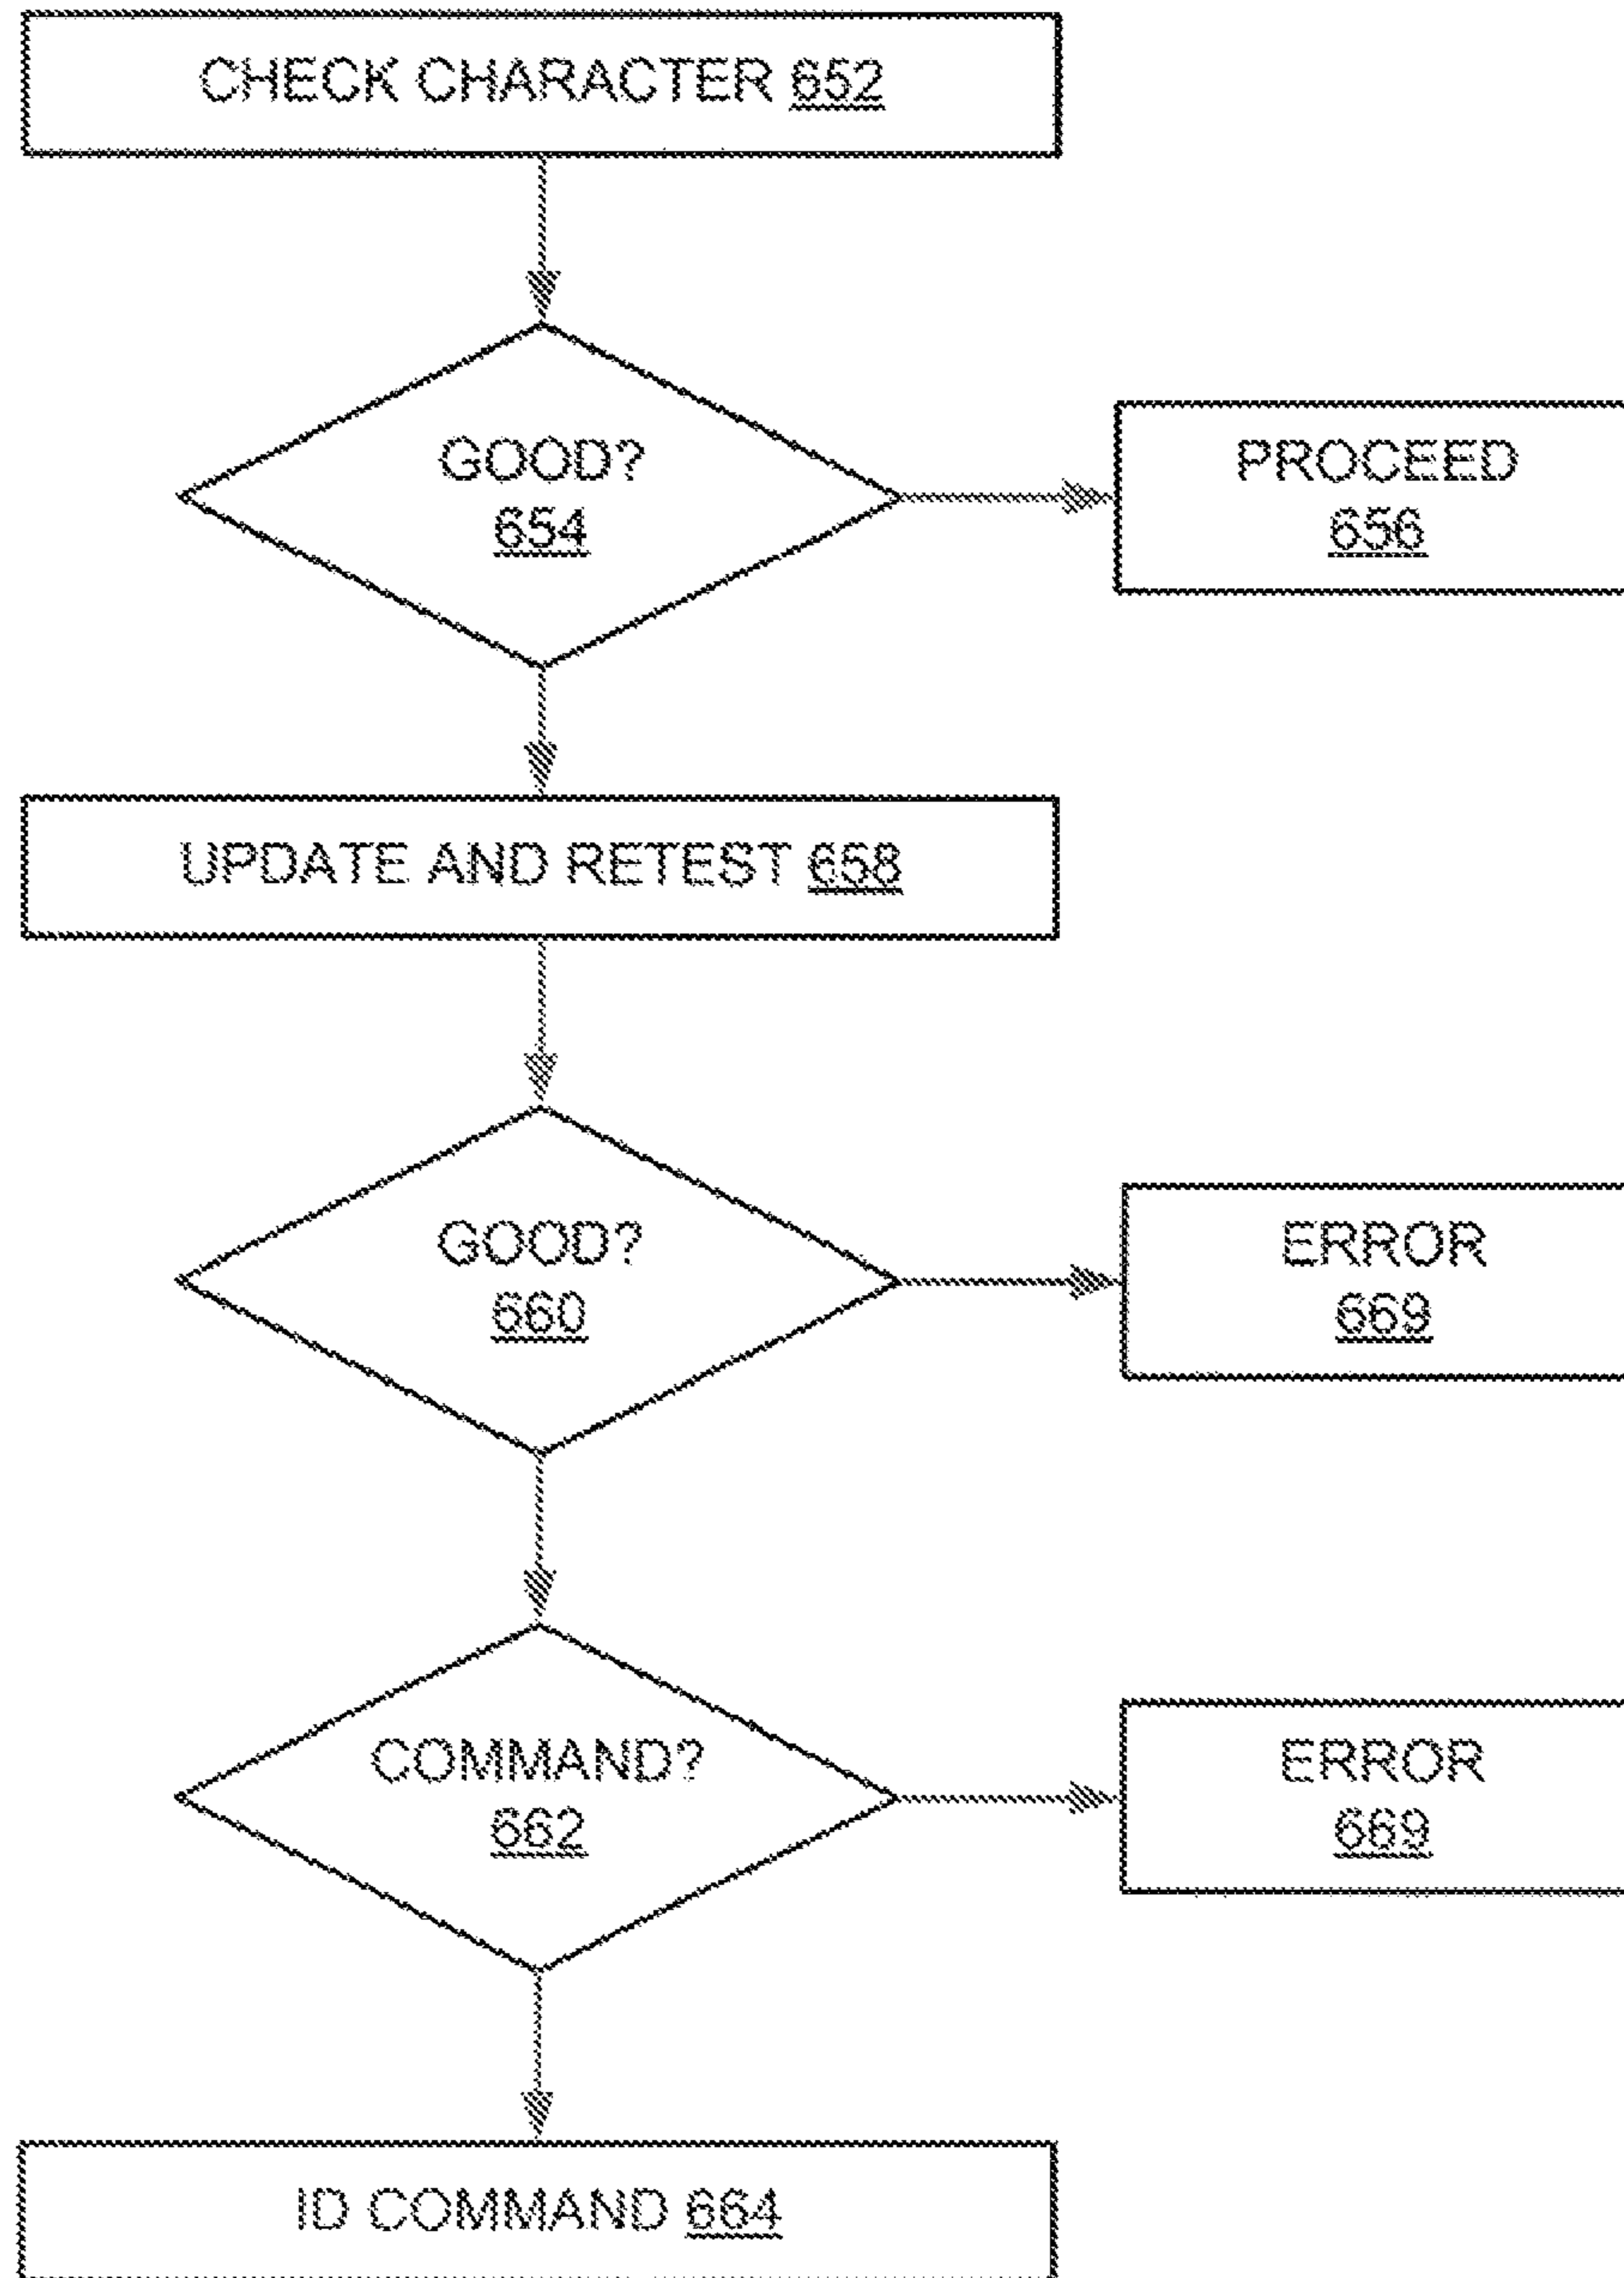 CHECK CHARACTER 652
GOOD?
654
PROCEED
656
UPDATE AND RETEST 658
GOOD?
660
ERROR
669
COMMAND?
662
ERROR
669
ID COMMAND 664